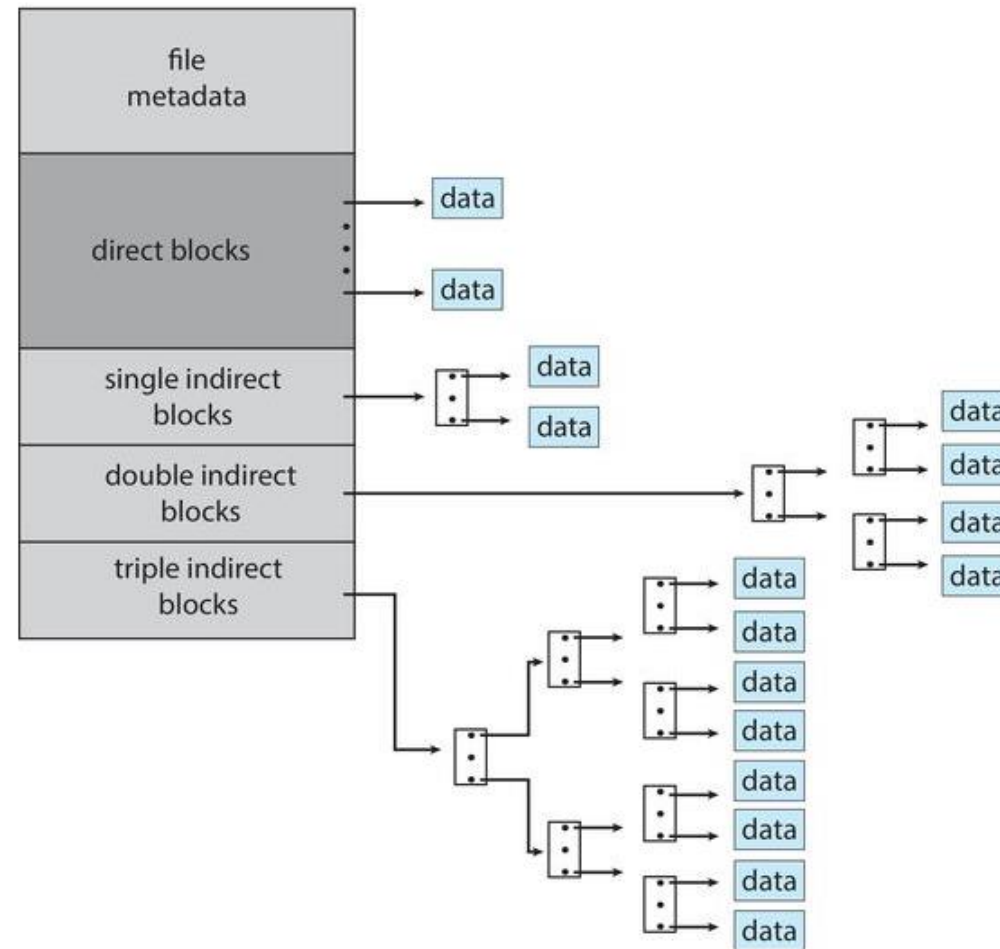 file
metadata
direct blocks
data
data
single indirect
blocks
data
data
double indirect
blocks
data
data
data
data
triple indirect
blocks
data
data
data
data
data
data
data
data